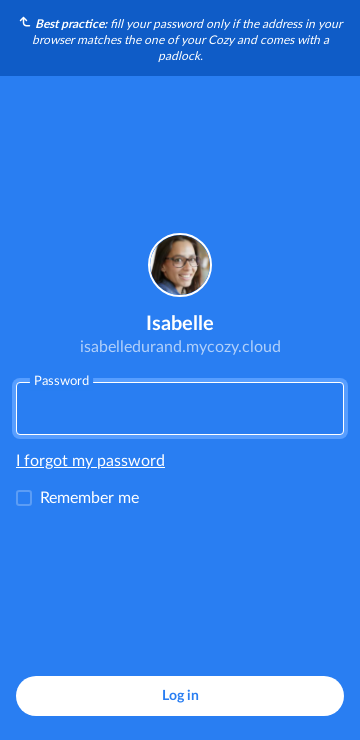 Best practice: fill your password only if the address in your
browser matches the one of your Cozy and comes with a
padlock.
Isabelle
isabelledurand.mycozy.cloud
Password
I forgot my password
Remember me
Log in